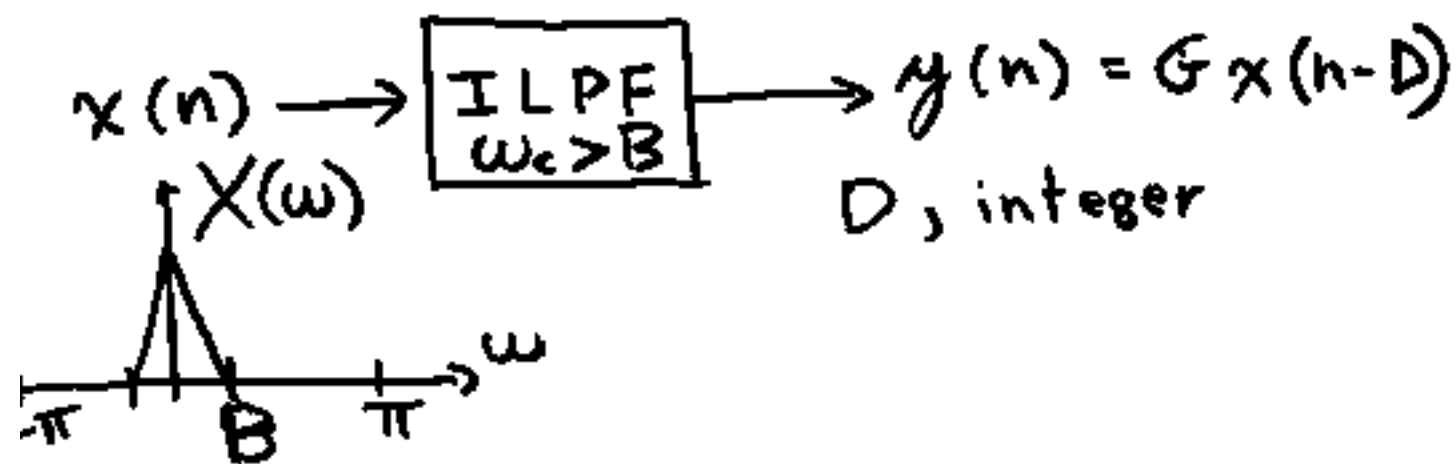 x(n) → ILPF → y(n) = G x(n-D)
ωc > B
X(ω)
D, integer
ω
-π B π